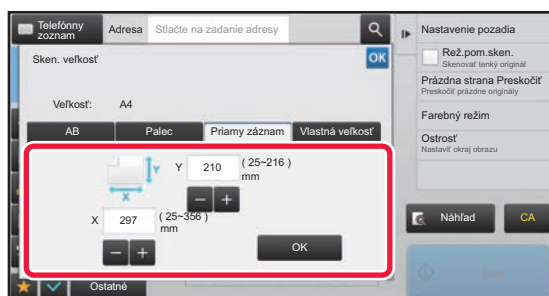 Telefónny
zoznam
Adresa
Stlačte na zadanie adresy
Nastavenie pozadia
Sken. veľkosť
OK
Rež.pom.sken.
Skenovať tenký originál
Veľkosť:
A4
Prázdna strana Preskočiť
Preskočiť prázdne originály
AB
Palec
Priamy záznam
Vlastná veľkosť
Farebný režim
Ostrosť
Nastaviť okraj obrazu
Y
Y
210
( 25~216 )
mm
X
X
297
( 25~356 )
mm
OK
Náhľad
CA
Ostatné
Start